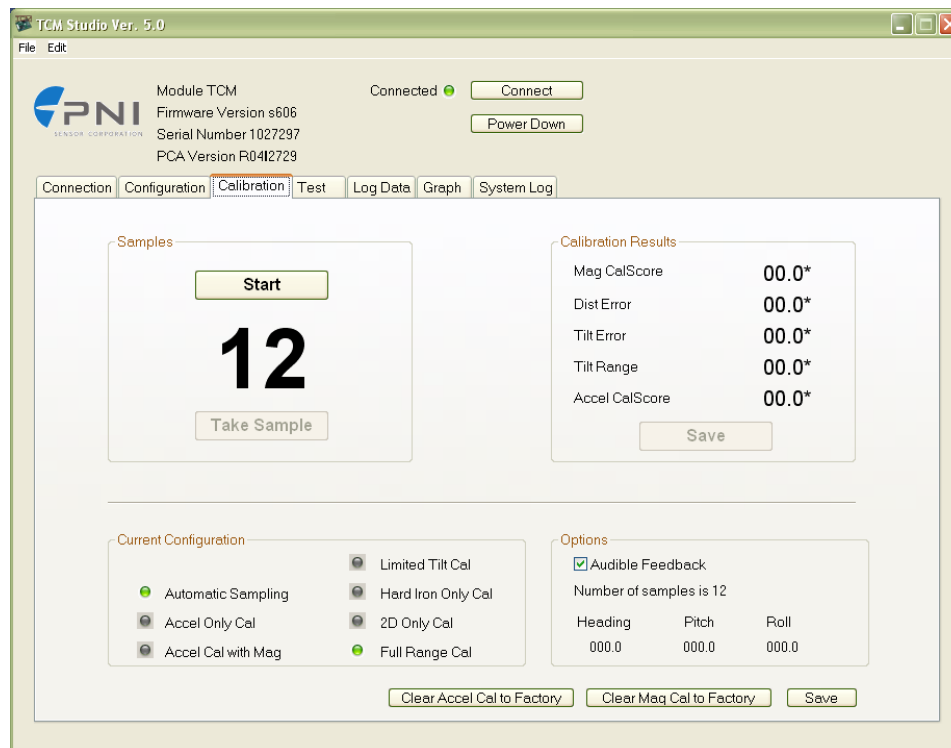 TCM Studio Ver. 5.0
File Edit
PNI
SENSOR CORPORATION
Module TCM
Firmware Version s606
Serial Number 1027297
PCA Version R04I2729
Connected Connect
Power Down
Connection Configuration Calibration Test Log Data Graph System Log
Samples
Start
12
Take Sample
Calibration Results
Mag CalScore 00.0*
Dist Error 00.0*
Tilt Error 00.0*
Tilt Range 00.0*
Accel CalScore 00.0*
Save
Current Configuration
Automatic Sampling
Accel Only Cal
Accel Cal with Mag
Limited Tilt Cal
Hard Iron Only Cal
2D Only Cal
Full Range Cal
Options
Audible Feedback
Number of samples is 12
Heading Pitch Roll
000.0 000.0 000.0
Clear Accel Cal to Factory Clear Mag Cal to Factory Save